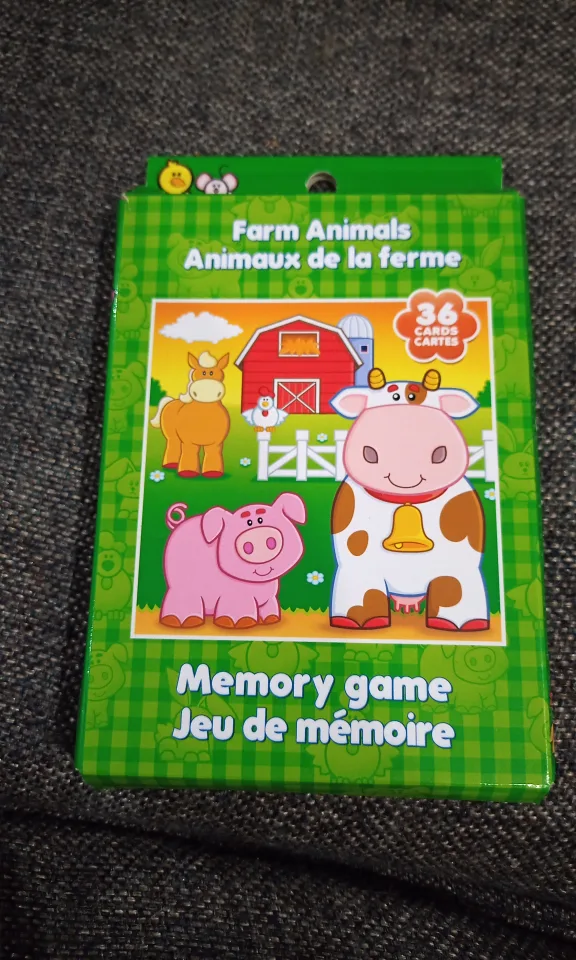 Farm Animals
Animaux de la ferme
36
CARDS
CARTES
Memory game
Jeu de mémoire